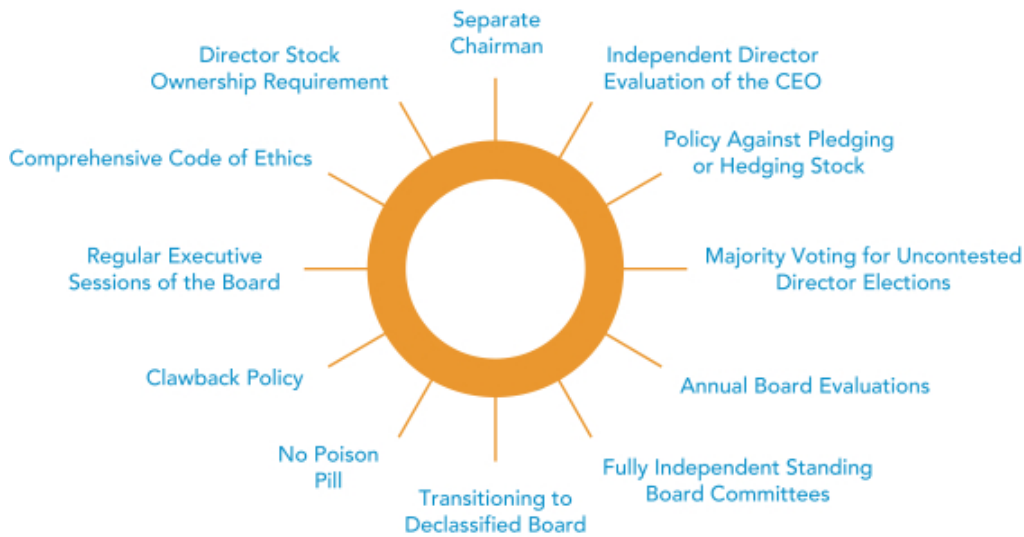 Separate
Chairman
Independent Director
Evaluation of the CEO
Policy Against Pledging
or Hedging Stock
Majority Voting for Uncontested
Director Elections
Annual Board Evaluations
Fully Independent Standing
Board Committees
Transitioning to
Declassified Board
No Poison
Pill
Clawback Policy
Regular Executive
Sessions of the Board
Comprehensive Code of Ethics
Director Stock
Ownership Requirement